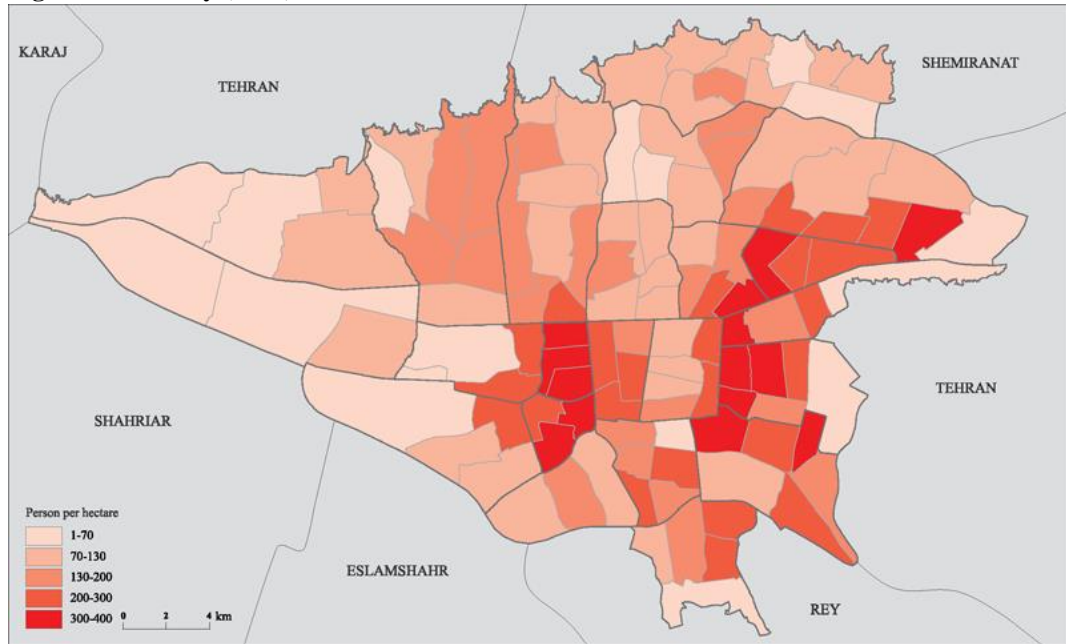 KARAJ
TEHRAN
SHEMIRANAT
TEHRAN
SHAHRIAR
ESLAMSHAHR
REY
Person per hectare
1-70
70-130
130-200
200-300
300-400
0 2 4 km